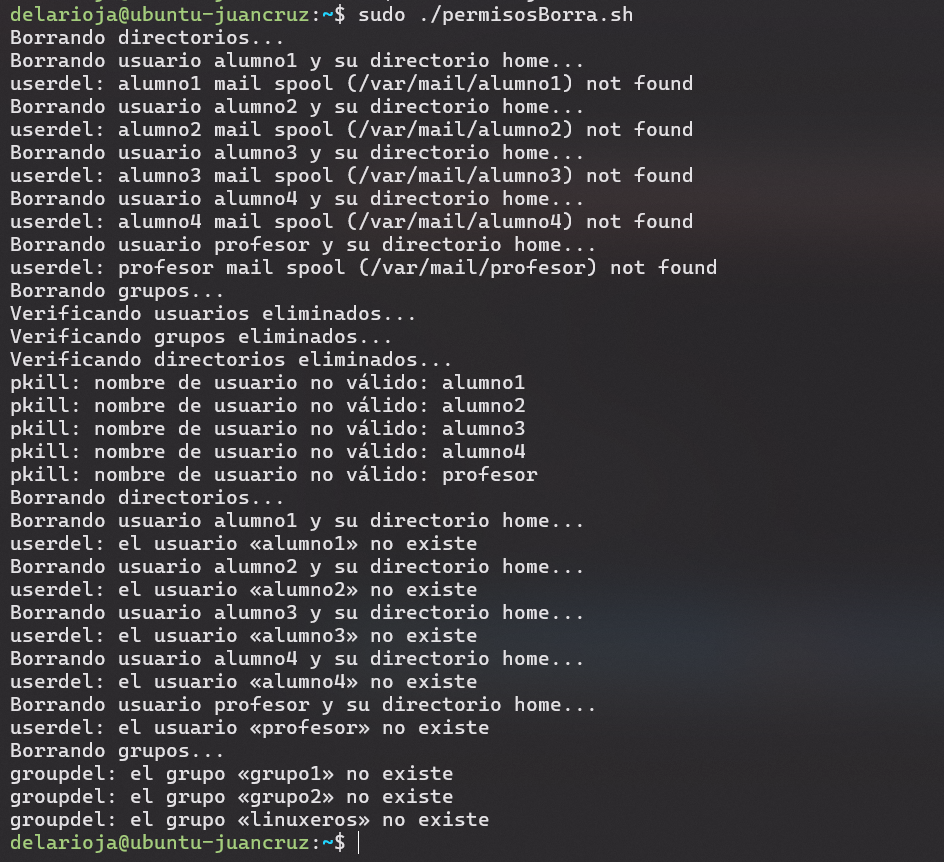 delarioja@ubuntu-juancruz:~$ sudo ./permisosBorra.sh
Borrando directorios...
Borrando usuario alumno1 y su directorio home...
userdel: alumno1 mail spool (/var/mail/alumno1) not found
Borrando usuario alumno2 y su directorio home...
userdel: alumno2 mail spool (/var/mail/alumno2) not found
Borrando usuario alumno3 y su directorio home...
userdel: alumno3 mail spool (/var/mail/alumno3) not found
Borrando usuario alumno4 y su directorio home...
userdel: alumno4 mail spool (/var/mail/alumno4) not found
Borrando usuario profesor y su directorio home...
userdel: profesor mail spool (/var/mail/profesor) not found
Borrando grupos...
Verificando usuarios eliminados...
Verificando grupos eliminados...
Verificando directorios eliminados...
pkill: nombre de usuario no válido: alumno1
pkill: nombre de usuario no válido: alumno2
pkill: nombre de usuario no válido: alumno3
pkill: nombre de usuario no válido: alumno4
pkill: nombre de usuario no válido: profesor
Borrando directorios...
Borrando usuario alumno1 y su directorio home...
userdel: el usuario «alumno1» no existe
Borrando usuario alumno2 y su directorio home...
userdel: el usuario «alumno2» no existe
Borrando usuario alumno3 y su directorio home...
userdel: el usuario «alumno3» no existe
Borrando usuario alumno4 y su directorio home...
userdel: el usuario «alumno4» no existe
Borrando usuario profesor y su directorio home...
userdel: el usuario «profesor» no existe
Borrando grupos...
groupdel: el grupo «grupo1» no existe
groupdel: el grupo «grupo2» no existe
groupdel: el grupo «linuxeros» no existe
delarioja@ubuntu-juancruz:~$